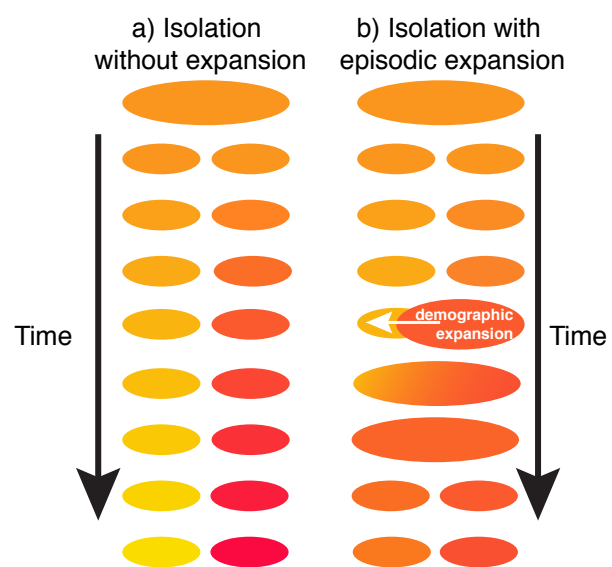 a) Isolation
without expansion
b) Isolation with
episodic expansion
demographic
expansion
Time
Time